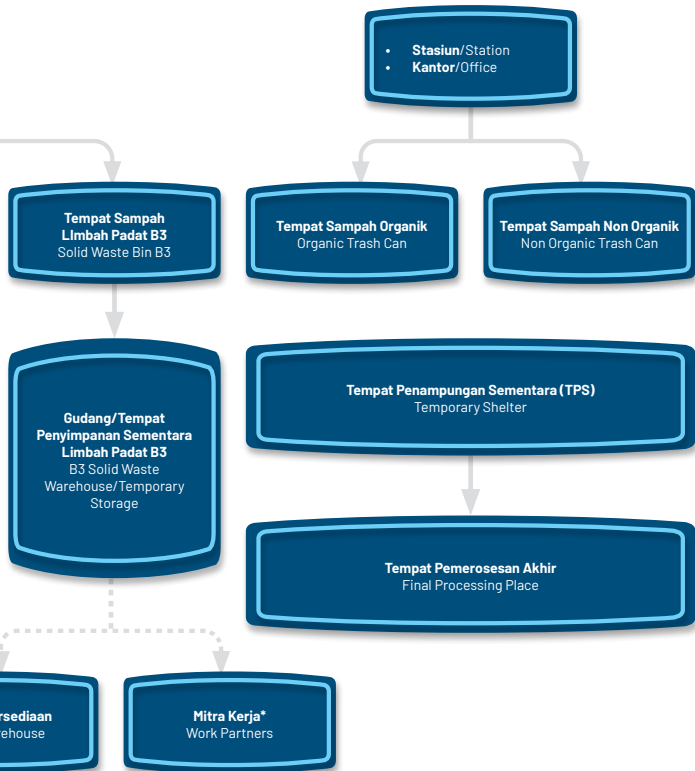 • Stasiun/Station
• Kantor/Office
Tempat Sampah
LImbah Padat B3
Solid Waste Bin B3
Tempat Sampah Organik
Organic Trash Can
Tempat Sampah Non Organik
Non Organic Trash Can
Gudang/Tempat
Penyimpanan Sementara
Limbah Padat B3
B3 Solid Waste
Warehouse/Temporary
Storage
Tempat Penampungan Sementara (TPS)
Temporary Shelter
Tempat Pemerosesan Akhir
Final Processing Place
rsediaan
rehouse
Mitra Kerja*
Work Partners